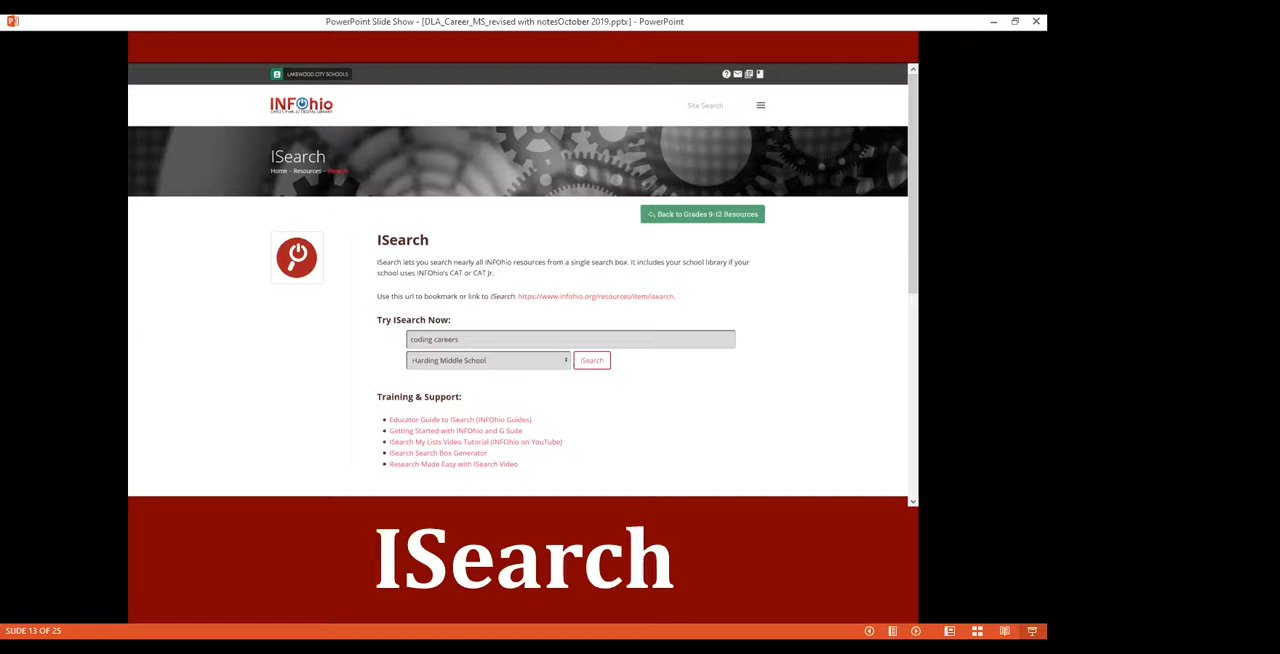 PowerPoint Slide Show - [DLA_Career_MS_revised with notesOctober 2019.pptx] - PowerPoint
LAKEWOOD CITY SCHOOLS
INFOhio
Site Search
ISearch
Home - Resources - ISearch
Back to Grades 9-12 Resources
ISearch
ISearch lets you search nearly all INFOhio resources from a single search box. It includes your school library if your
school uses INFOhio's CAT or CAT Jr.
Use this url to bookmark or link to ISearch: https://www.infohio.org/resources/item/isearch.
Try ISearch Now:
coding careers
Harding Middle School
ISearch
Training & Support:
Educator Guide to ISearch (INFOhio Guides)
Getting Started with INFOhio and G Suite
ISearch My Lists Video Tutorial (INFOhio on YouTube)
ISearch Search Box Generator
Research Made Easy with ISearch Video
ISearch
SLIDE 13 OF 25